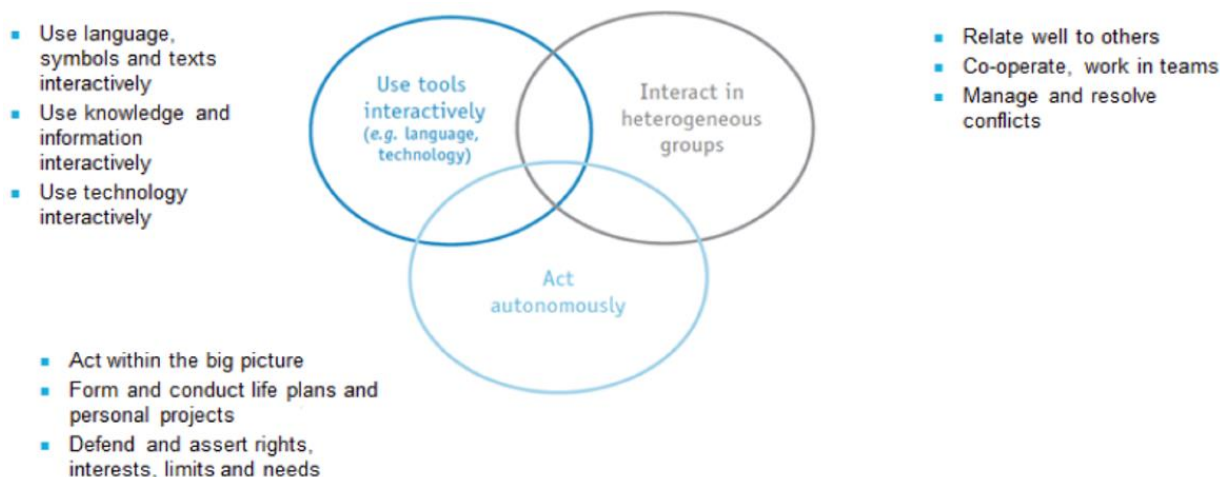 Use language,
symbols and texts
interactively
Use knowledge and
information
interactively
Use technology
interactively
Use tools
interactively
(e.g. language,
technology)
Interact in
heterogeneous
groups
Relate well to others
Co-operate, work in teams
Manage and resolve
conflicts
Act
autonomously
Act within the big picture
Form and conduct life plans and
personal projects
Defend and assert rights,
interests, limits and needs